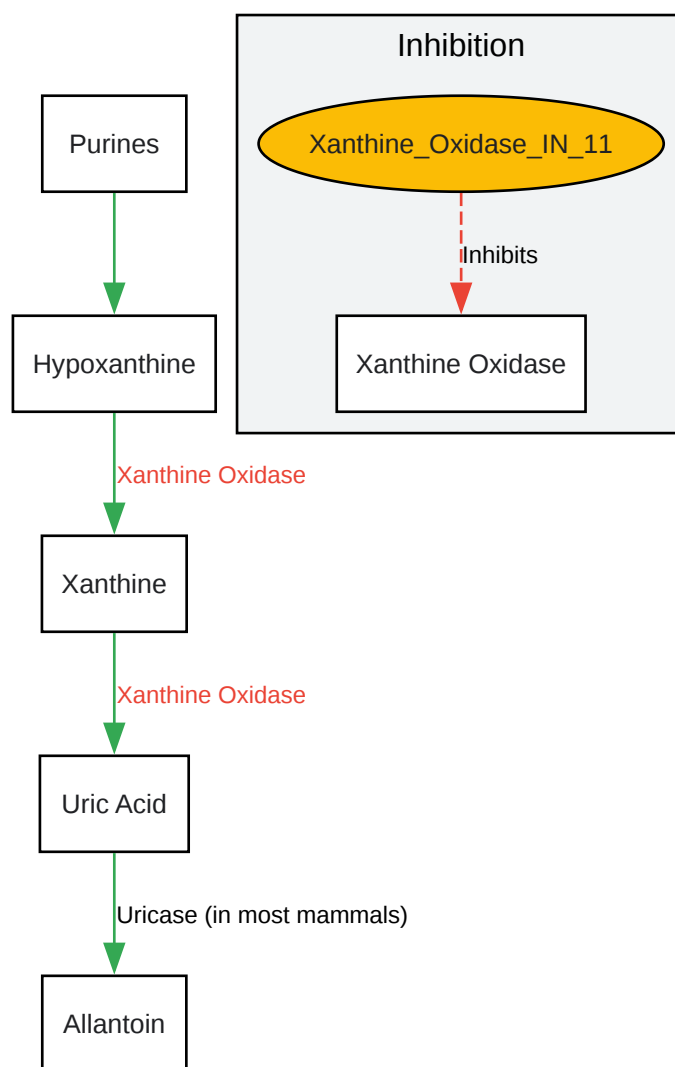 Inhibition
Purines
Xanthine_Oxidase_IN_11
Inhibits
Hypoxanthine
Xanthine Oxidase
Xanthine Oxidase
Xanthine
Xanthine Oxidase
Uric Acid
Uricase (in most mammals)
Allantoin